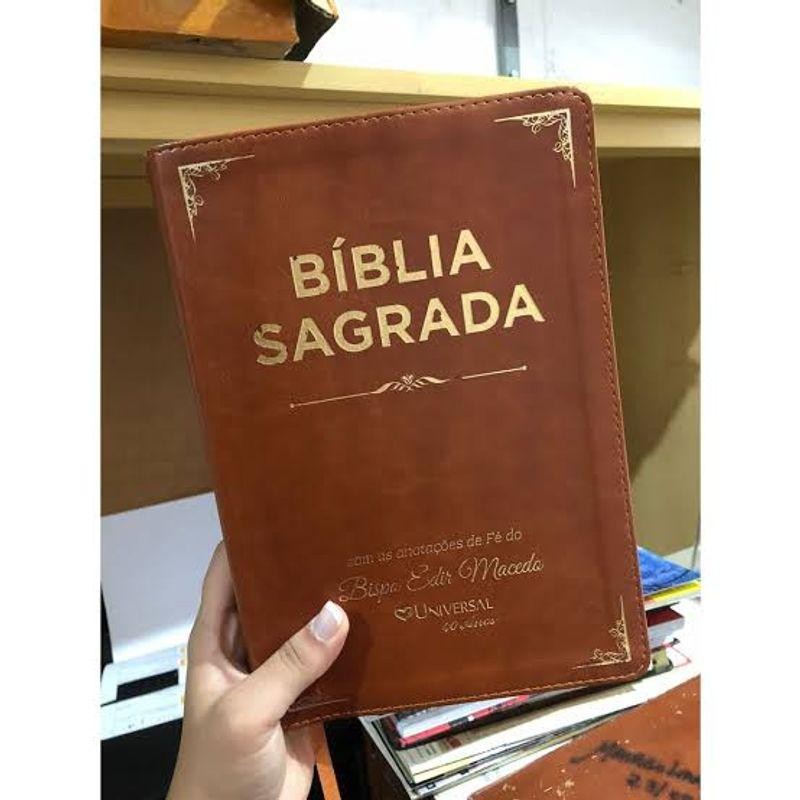 BÍBLIA
SAGRADA
com as anotações de Fé do
Bispo Edir Macedo
UNIVERSAL
40 Anos